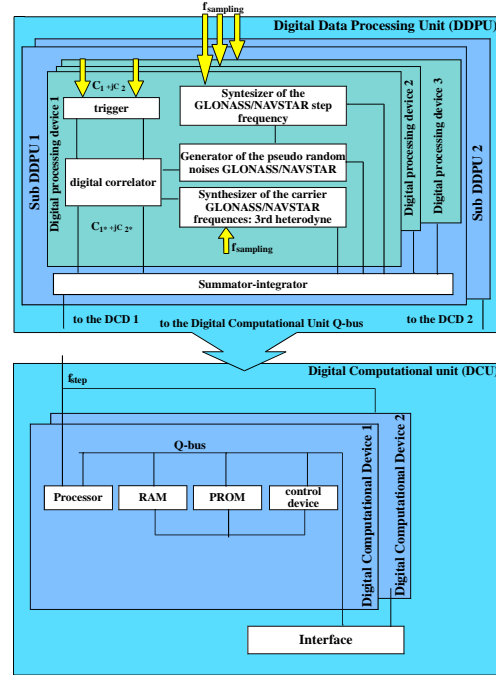 f sampling
Digital Data Processing Unit (DDPU)
Sub DDPU 1
Digital processing device 1
C 1 +jC 2
trigger
Syntesizer of the
GLONASS/NAVSTAR step
frequency
digital correlator
Generator of the pseudo random
noises GLONASS/NAVSTAR
Synthesizer of the carrier
GLONASS/NAVSTAR
frequences: 3rd heterodyne
C 1* +jC 2*
f sampling
Digital processing device 2
Digital processing device 3
Sub DDPU 2
Summator-integrator
to the DCD 1
to the Digital Computational Unit Q-bus
to the DCD 2
Digital Computational unit (DCU)
fstep
Q-bus
Processor
RAM
PROM
control
device
Digital Computational Device 1
Digital Computational Device 2
Interface